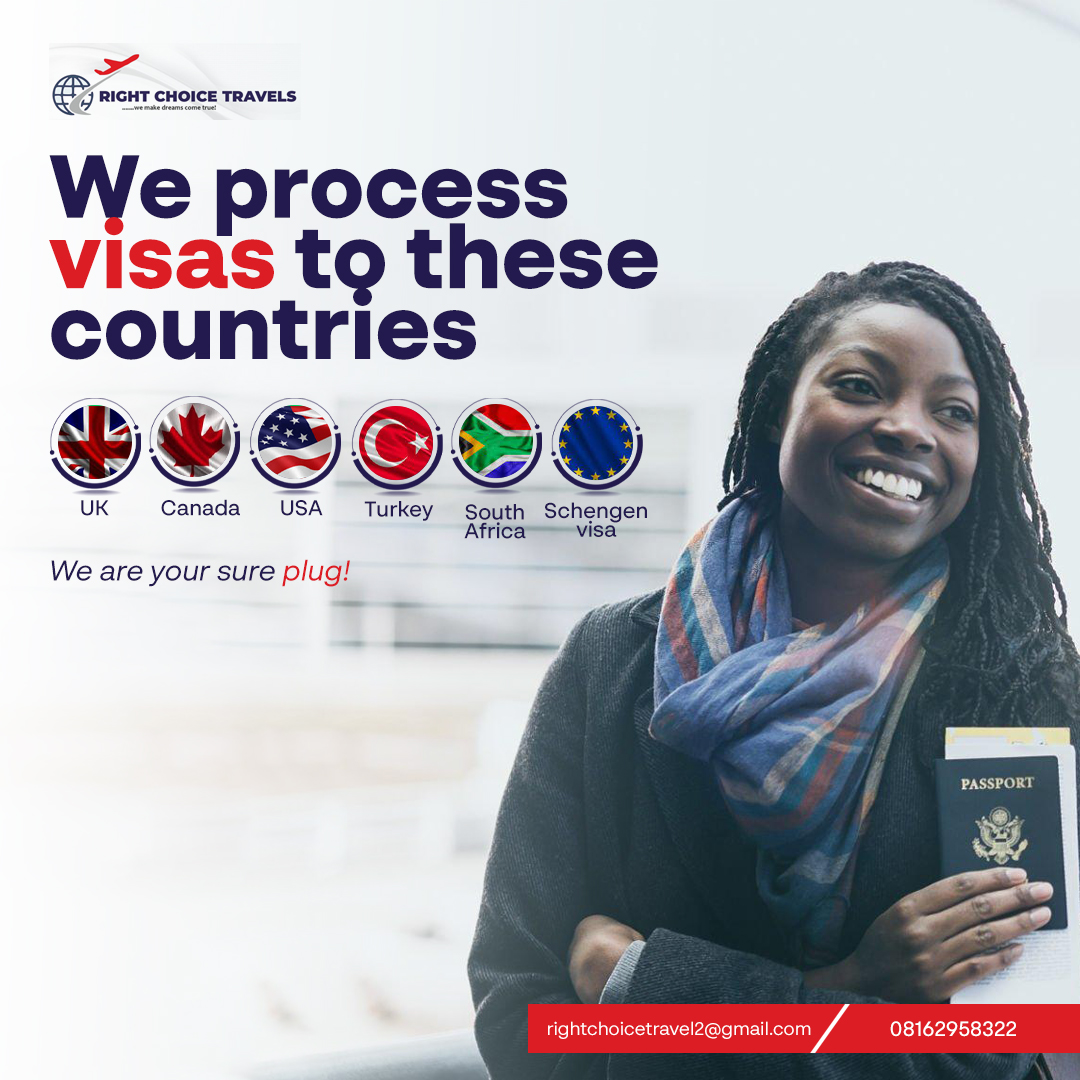 RIGHT CHOICE TRAVELS
........we make dreams come true!
We process
visas to these
countries
UK
Canada
USA
Turkey
South
Africa
Schengen
visa
We are your sure plug!
PASSPORT
rightchoicetravel2@gmail.com
08162958322